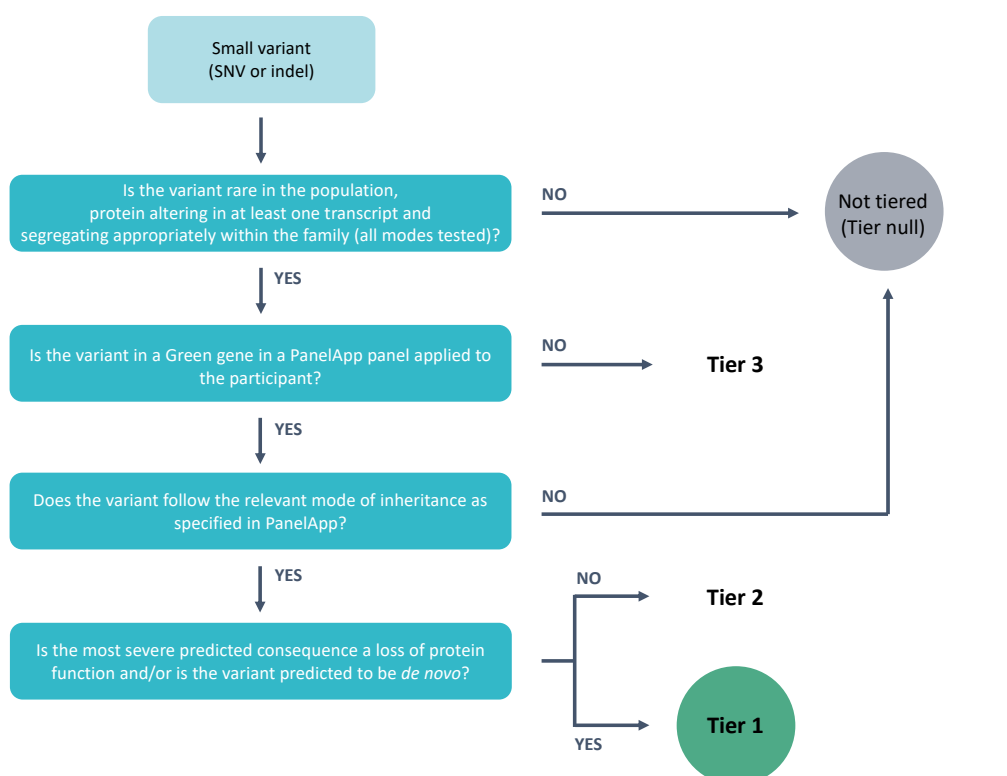 Small variant
(SNV or indel)
Is the variant rare in the population,
protein altering in at least one transcript and
segregating appropriately within the family (all modes tested)?
NO
Not tiered
(Tier null)
YES
Is the variant in a Green gene in a PanelApp panel applied to
the participant?
NO
Tier 3
YES
Does the variant follow the relevant mode of inheritance as
specified in PanelApp?
NO
YES
Is the most severe predicted consequence a loss of protein
function and/or is the variant predicted to be de novo?
NO
Tier 2
YES
Tier 1